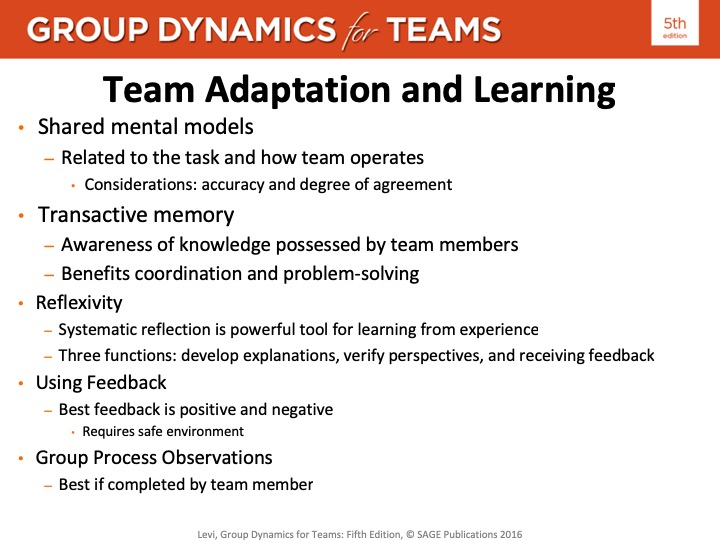 GROUP DYNAMICS for TEAMS
5th
edition
Team Adaptation and Learning
• Shared mental models
– Related to the task and how team operates
• Considerations: accuracy and degree of agreement
• Transactive memory
– Awareness of knowledge possessed by team members
– Benefits coordination and problem-solving
• Reflexivity
– Systematic reflection is powerful tool for learning from experience
– Three functions: develop explanations, verify perspectives, and receiving feedback
• Using Feedback
– Best feedback is positive and negative
• Requires safe environment
• Group Process Observations
– Best if completed by team member
Levi, Group Dynamics for Teams: Fifth Edition, © SAGE Publications 2016